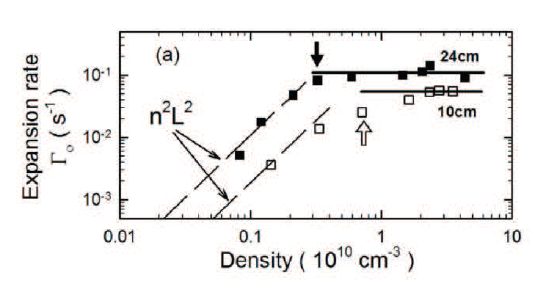 (a)
24cm
10cm
n²L²
Expansion rate
Γₒ ( s⁻¹)
10⁻¹
10⁻²
10⁻³
0.01 0.1 1 10
Density ( 10¹⁰ cm⁻³ )